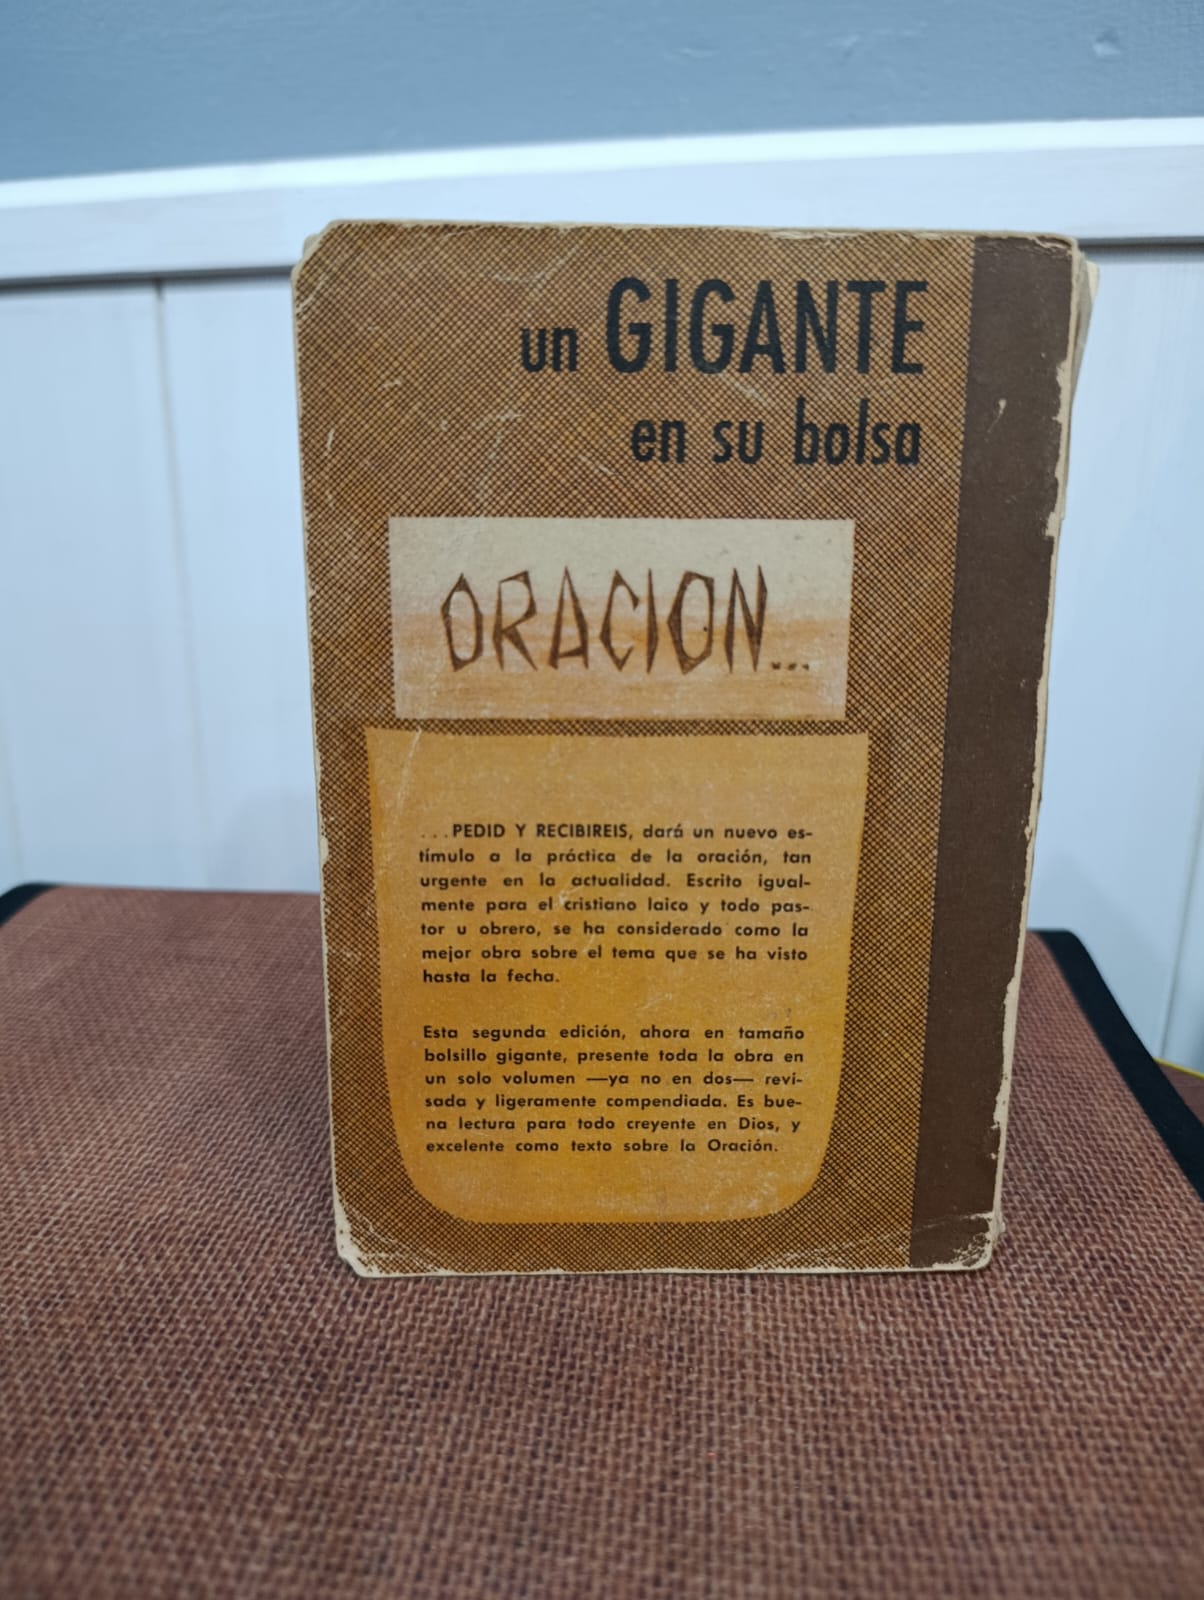 un GIGANTE
en su bolsa
ORACION...
...PEDID Y RECIBIREIS, dará un nuevo es-
tímulo a la práctica de la oración, tan
urgente en la actualidad. Escrito igual-
mente para el cristiano laico y todo pas-
tor u obrero, se ha considerado como la
mejor obra sobre el tema que se ha visto
hasta la fecha.
Esta segunda edición, ahora en tamaño
bolsillo gigante, presente toda la obra en
un solo volumen —ya no en dos— revi-
sada y ligeramente compendiada. Es bue-
na lectura para todo creyente en Dios, y
excelente como texto sobre la Oración.